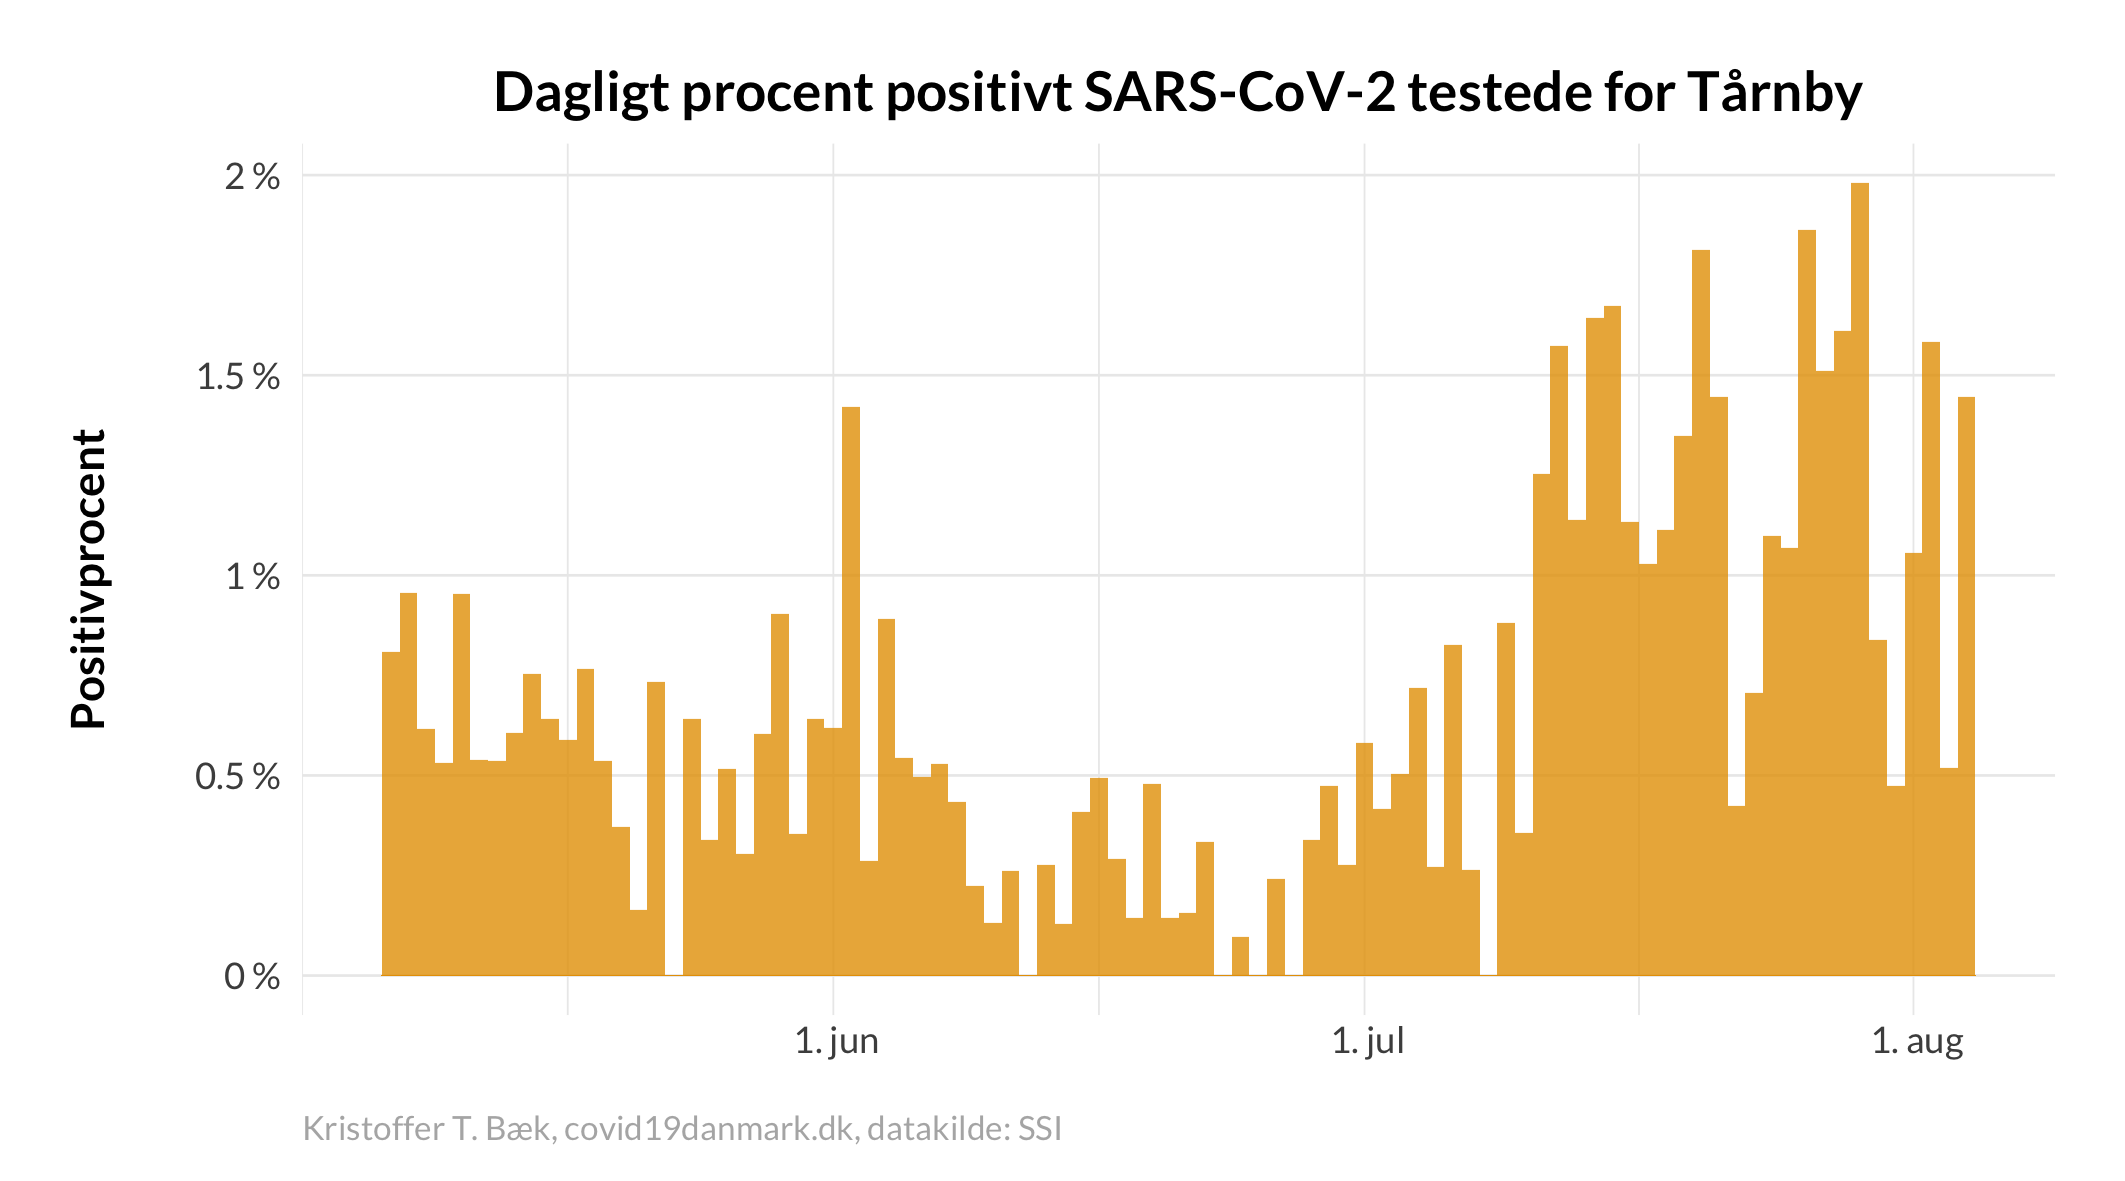 Dagligt procent positivt SARS-CoV-2 testede for Tårnby
Positivprocent
2 %
1.5 %
1 %
0.5 %
0 %
1. jun
1. jul
1. aug
Kristoffer T. Bæk, covid19danmark.dk, datakilde: SSI